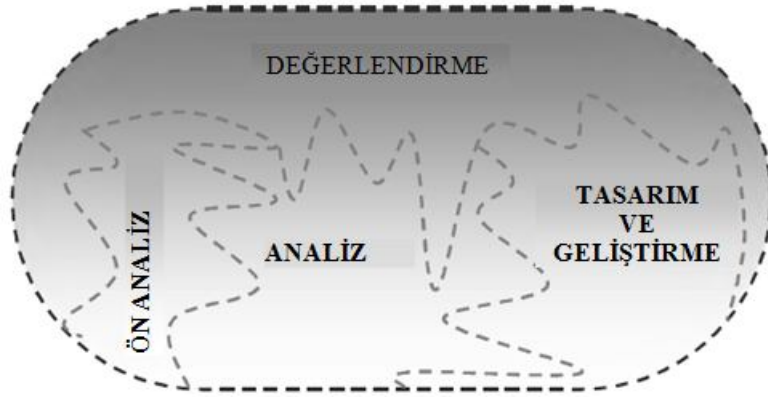 DEĞERLENDİRME
ÖN ANALİZ
ANALİZ
TASARIM
VE
GELİŞTİRME